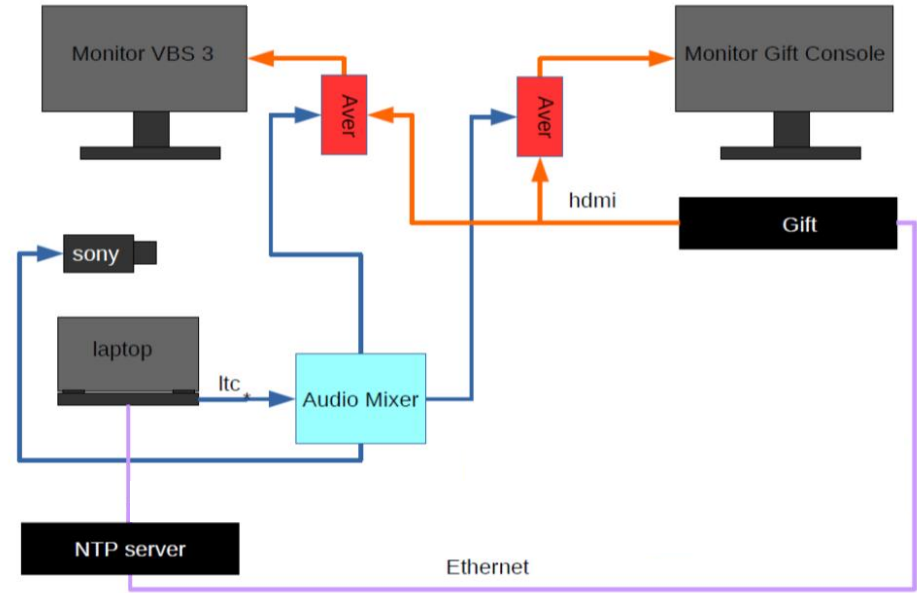 Monitor VBS 3
Monitor Gift Console
Aver
Aver
hdmi
Gift
sony
laptop
ltc
*
Audio Mixer
NTP server
Ethernet